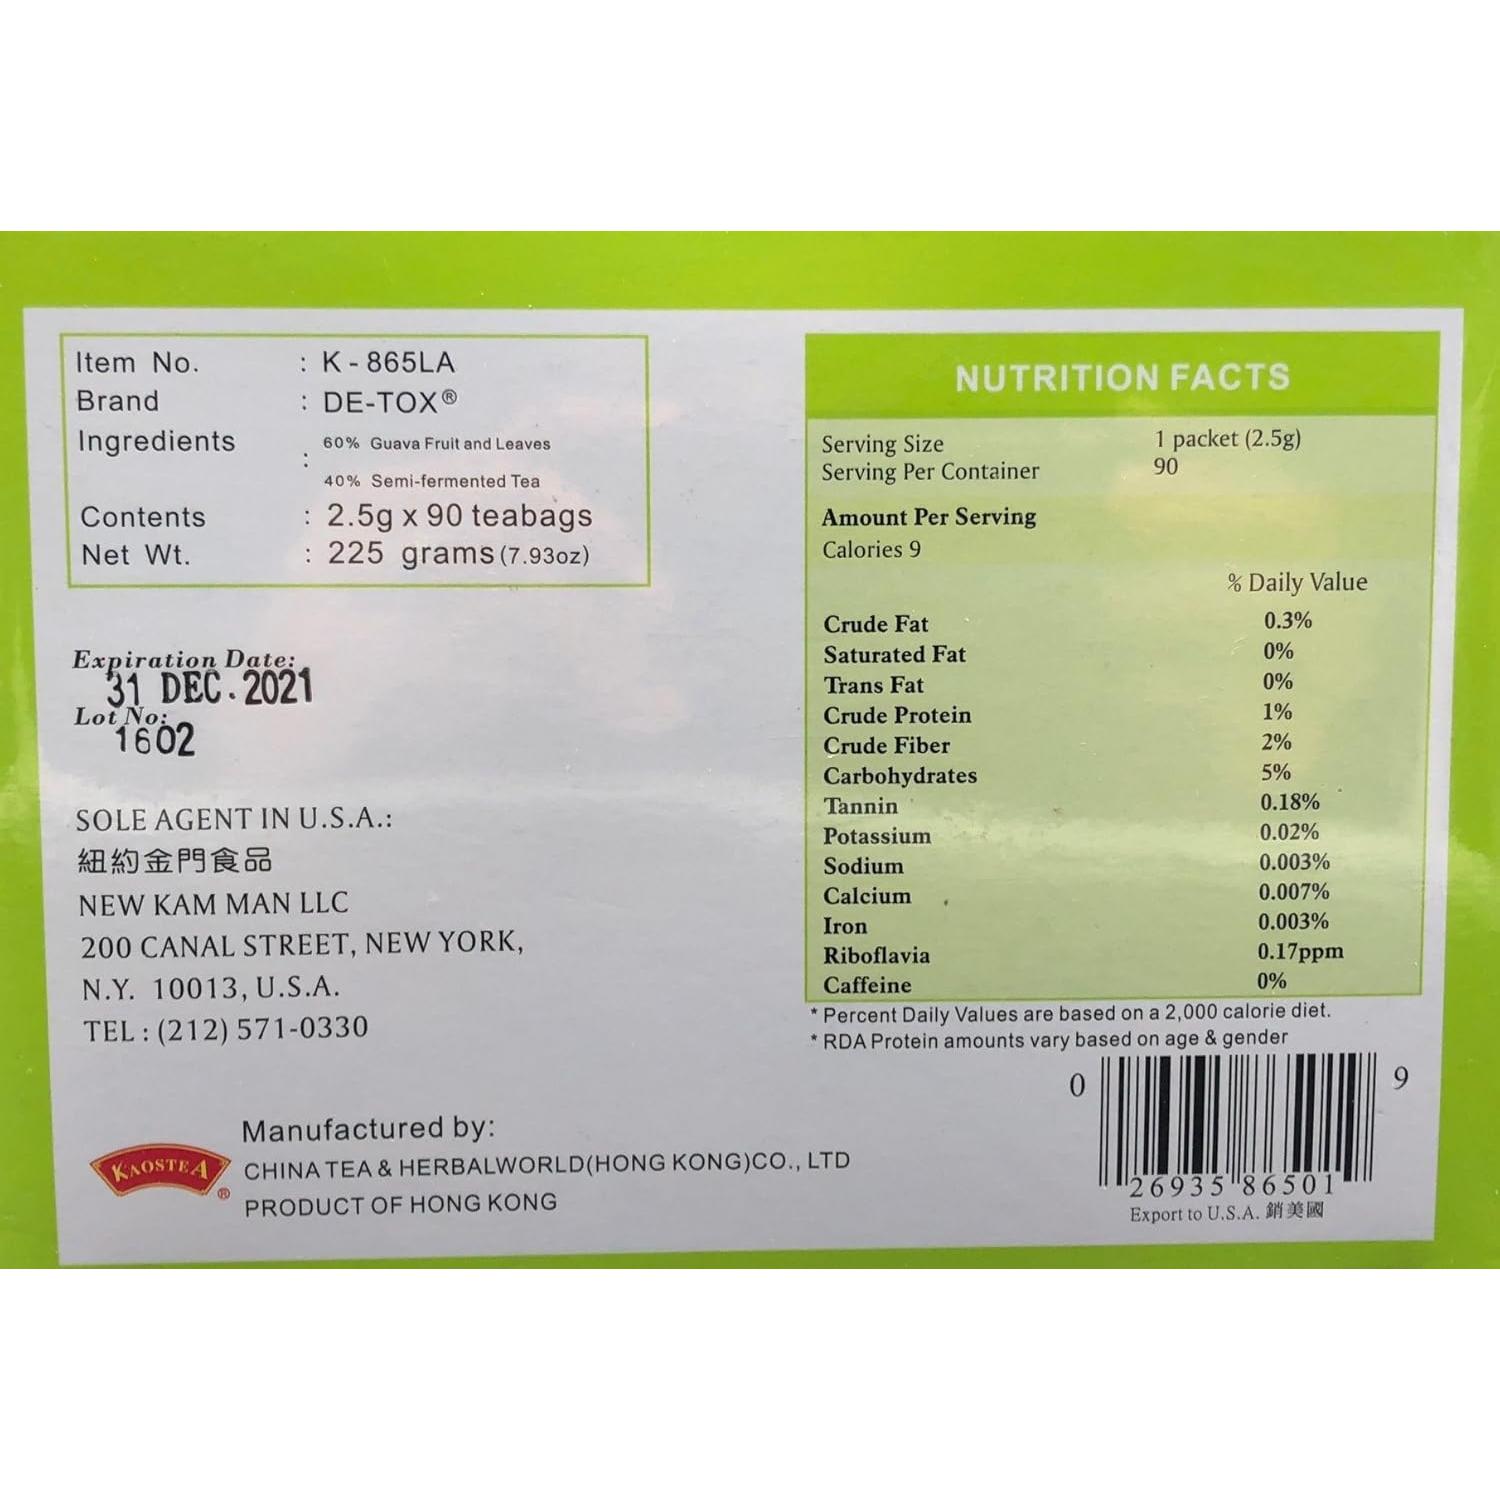 Item No. : K - 865LA
Brand : DE-TOX®
Ingredients : 60% Guava Fruit and Leaves
40% Semi-fermented Tea
Contents : 2.5g x 90 teabags
Net Wt. : 225 grams (7.93oz)
Expiration Date:
31 DEC. 2021
Lot No:
1602
SOLE AGENT IN U.S.A.:
紐約金門食品
NEW KAM MAN LLC
200 CANAL STREET, NEW YORK,
N.Y. 10013, U.S.A.
TEL : (212) 571-0330
KAOSTEA®
Manufactured by:
CHINA TEA & HERBALWORLD(HONG KONG)CO., LTD
PRODUCT OF HONG KONG
NUTRITION FACTS
Serving Size 1 packet (2.5g)
Serving Per Container 90
Amount Per Serving
Calories 9
% Daily Value
Crude Fat 0.3%
Saturated Fat 0%
Trans Fat 0%
Crude Protein 1%
Crude Fiber 2%
Carbohydrates 5%
Tannin 0.18%
Potassium 0.02%
Sodium 0.003%
Calcium 0.007%
Iron 0.003%
Riboflavia 0.17ppm
Caffeine 0%
* Percent Daily Values are based on a 2,000 calorie diet.
* RDA Protein amounts vary based on age & gender
0 26935 86501 9
Export to U.S.A. 銷美國